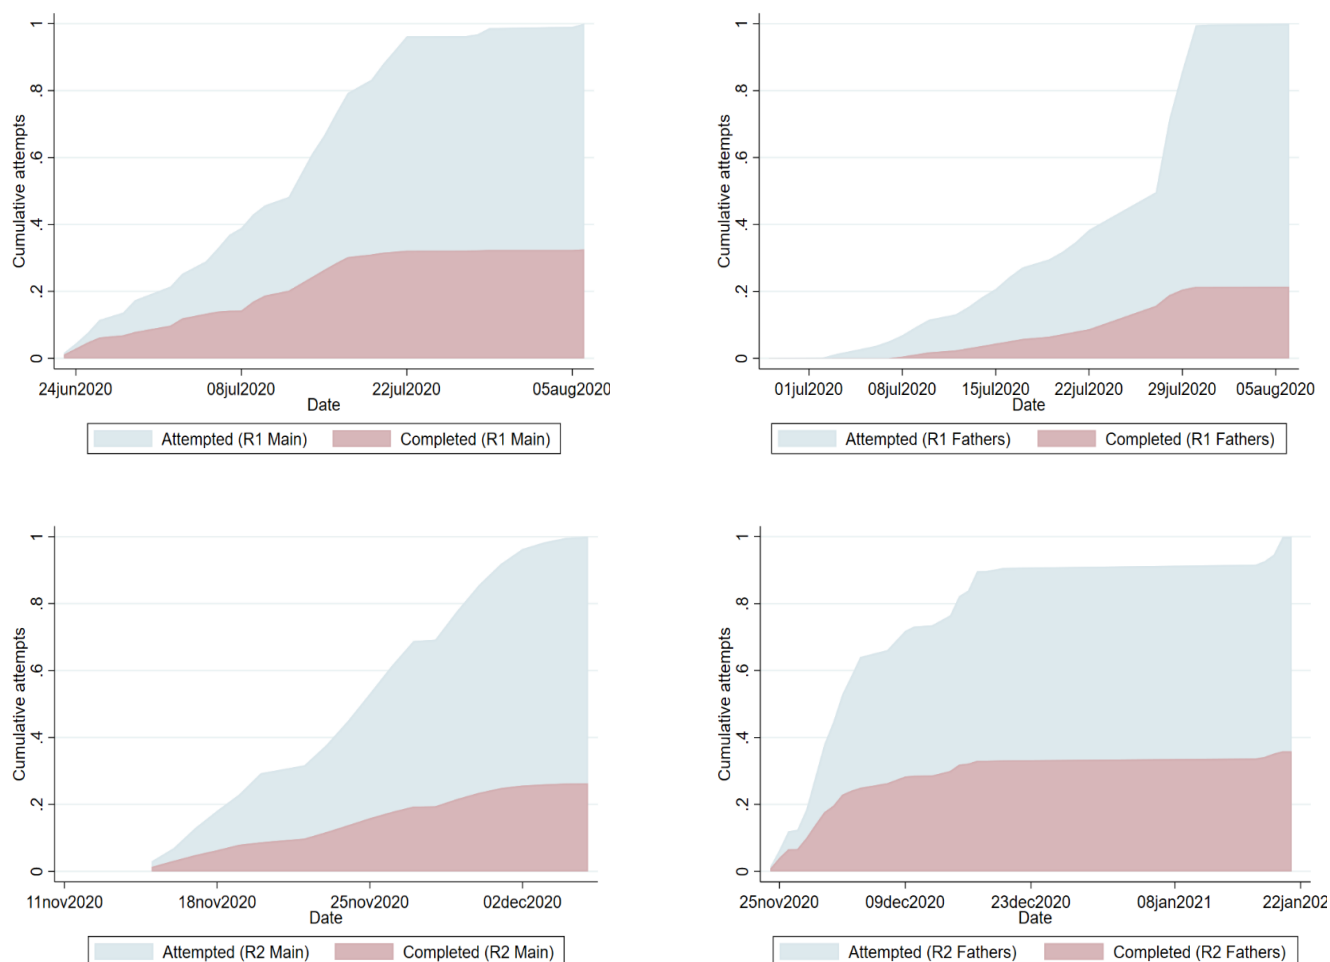 Cumulative attempts
1
.8
.6
.4
.2
0
24jun2020 08jul2020 22jul2020 05aug2020
Date
Attempted (R1 Main) Completed (R1 Main)
Cumulative attempts
1
.8
.6
.4
.2
0
01jul2020 08jul2020 15jul2020 22jul2020 29jul2020 05aug2020
Date
Attempted (R1 Fathers) Completed (R1 Fathers)
Cumulative attempts
1
.8
.6
.4
.2
0
11nov2020 18nov2020 25nov2020 02dec2020
Date
Attempted (R2 Main) Completed (R2 Main)
Cumulative attempts
1
.8
.6
.4
.2
0
25nov2020 09dec2020 23dec2020 08jan2021 22jan202
Date
Attempted (R2 Fathers) Completed (R2 Fathers)